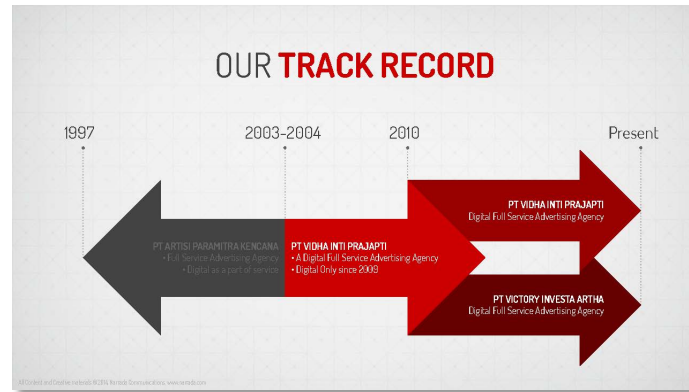 OUR TRACK RECORD
1997
2003-2004
2010
Present
PT ARTISI PARAMITRA KENCANA
• Full Service Advertising Agency
• Digital as a part of service
PT VIDHA INTI PRAJAPTI
• A Digital Full Service Advertising Agency
• Digital Only since 2009
PT VIDHA INTI PRAJAPTI
Digital Full Service Advertising Agency
PT VICTORY INVESTA ARTHA
Digital Full Service Advertising Agency